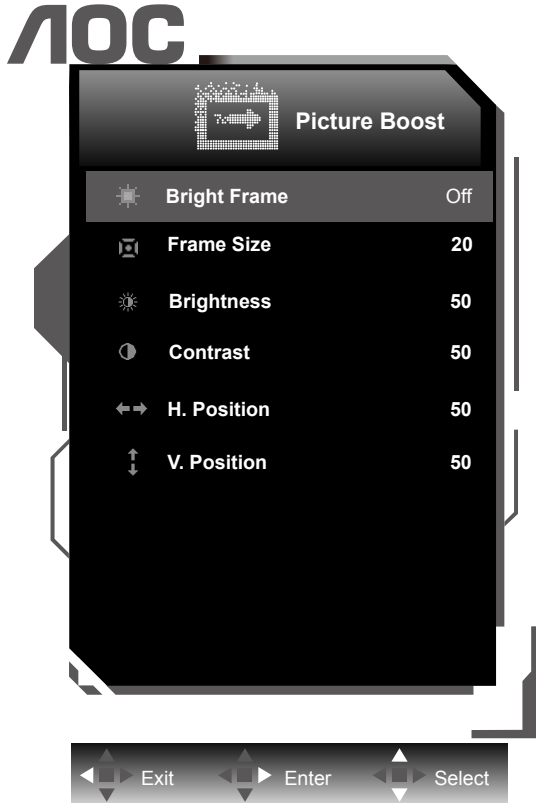 AOC
Picture Boost
Bright Frame Off
Frame Size 20
Brightness 50
Contrast 50
H. Position 50
V. Position 50
Exit Enter Select